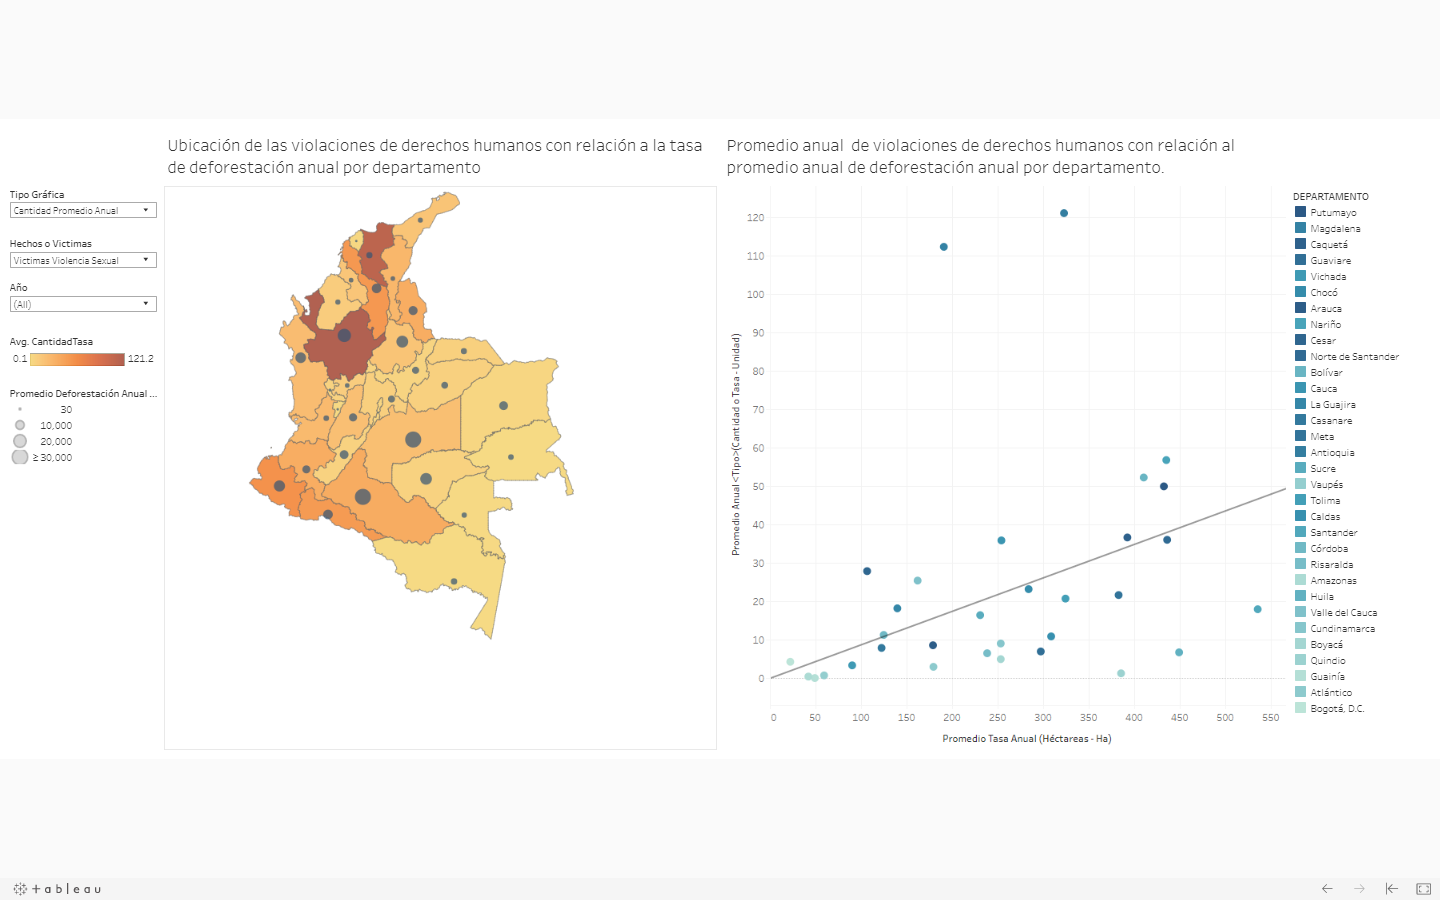 Ubicación de las violaciones de derechos humanos con relación a la tasa
de deforestación anual por departamento
Promedio anual de violaciones de derechos humanos con relación al
promedio anual de deforestación anual por departamento.
Tipo Gráfica
Cantidad Promedio Anual
Hechos o Victimas
Victimas Violencia Sexual
Año
(All)
Avg. CantidadTasa
0.1 121.2
Promedio Deforestación Anual ...
30
10,000
20,000
≥ 30,000
Promedio Anual <Tipo>(Cantidad o Tasa - Unidad)
120
110
100
90
80
70
60
50
40
30
20
10
0
0 50 100 150 200 250 300 350 400 450 500 550
Promedio Tasa Anual (Héctareas - Ha)
DEPARTAMENTO
Putumayo
Magdalena
Caquetá
Guaviare
Vichada
Chocó
Arauca
Nariño
Cesar
Norte de Santander
Bolívar
Cauca
La Guajira
Casanare
Meta
Antioquia
Sucre
Vaupés
Tolima
Caldas
Santander
Córdoba
Risaralda
Amazonas
Huila
Valle del Cauca
Cundinamarca
Boyacá
Quindio
Guainía
Atlántico
Bogotá, D.C.
+ a b l e a u